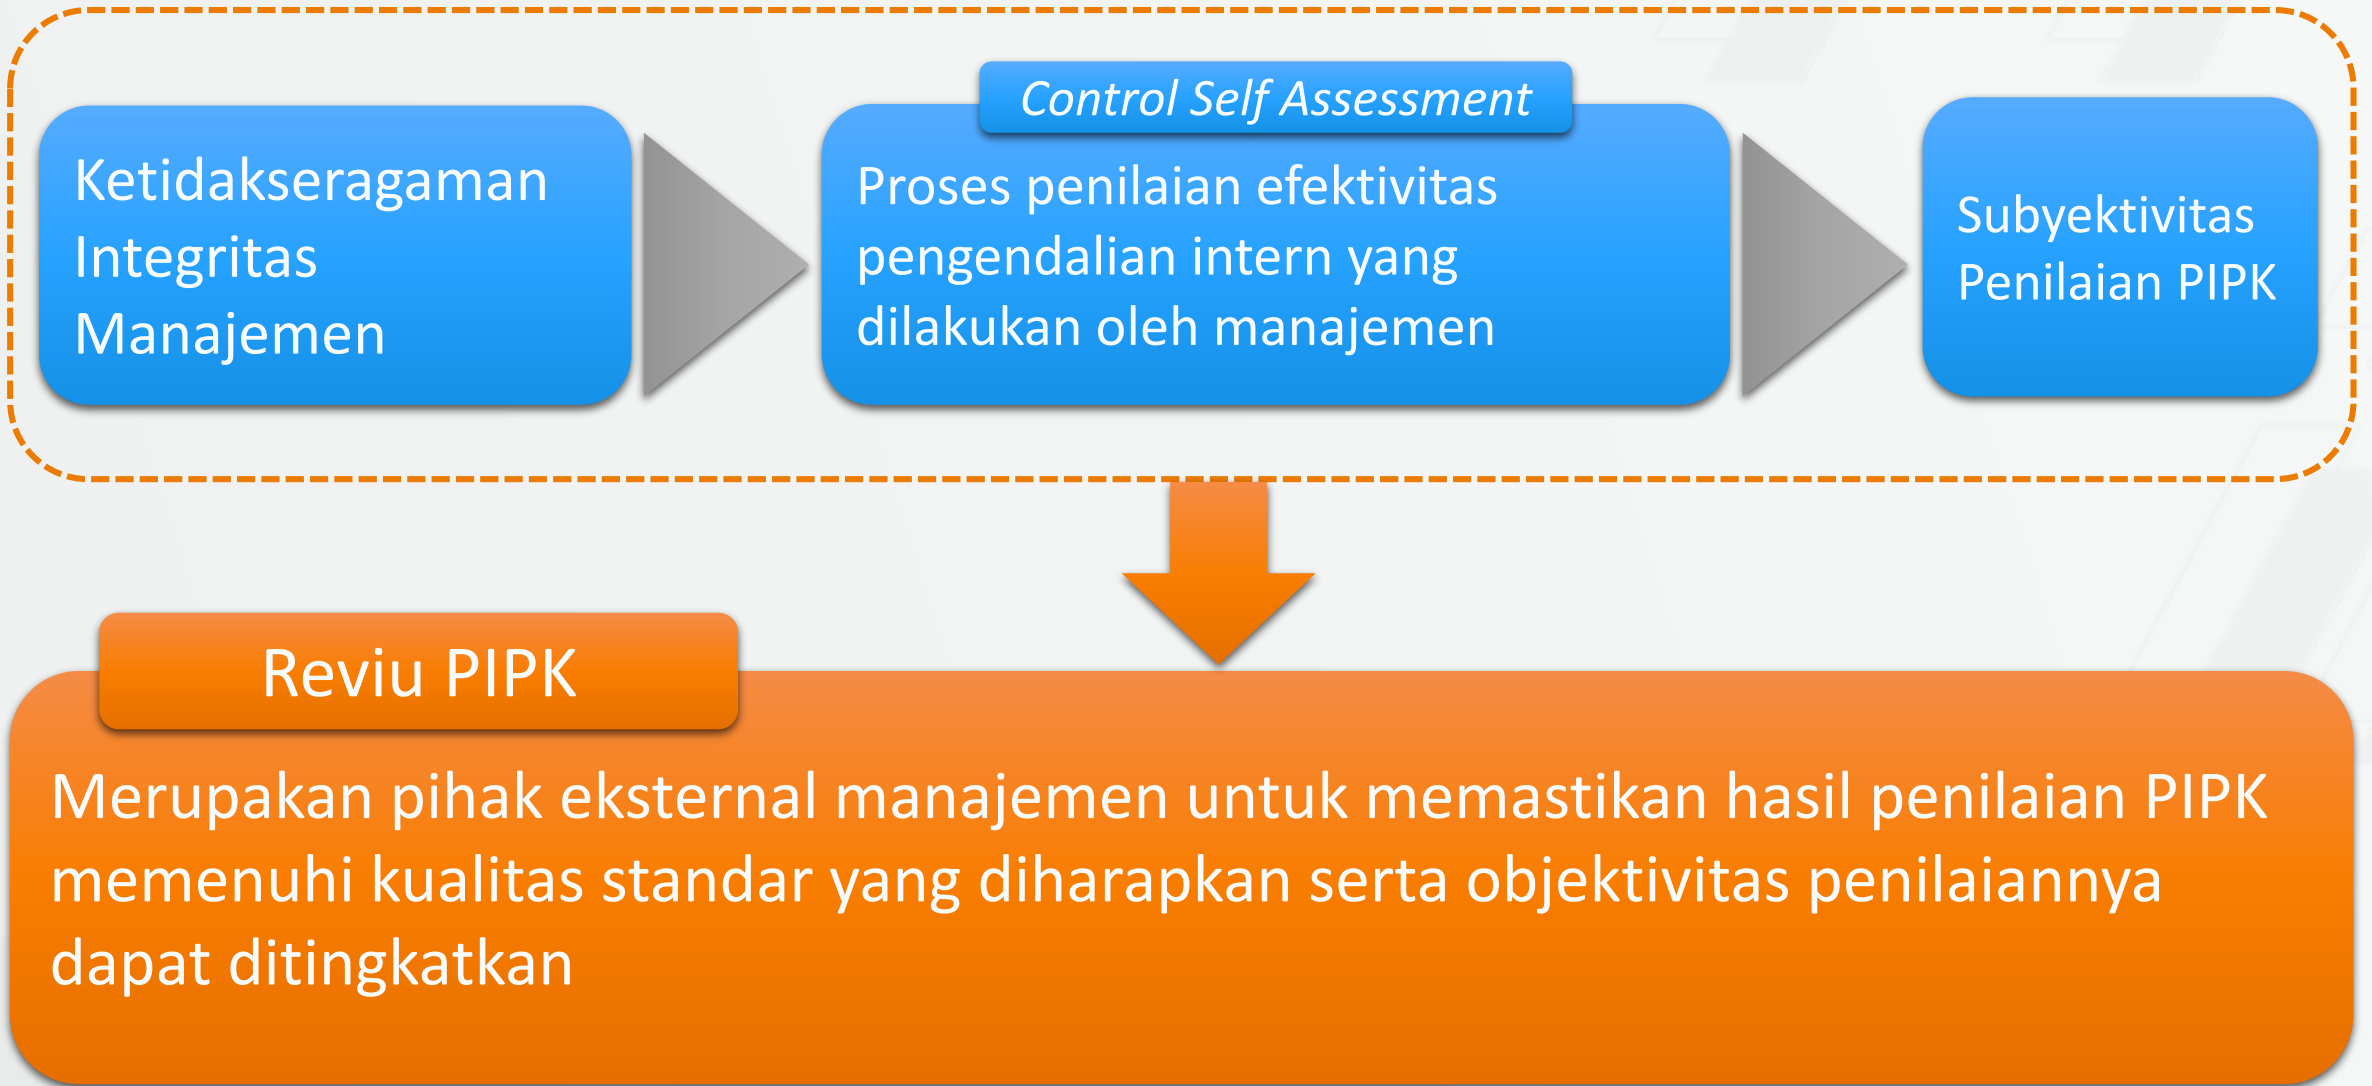 Ketidakseragaman
Integritas
Manajemen
Control Self Assessment
Proses penilaian efektivitas
pengendalian intern yang
dilakukan oleh manajemen
Subyektivitas
Penilaian PIPK
Reviu PIPK
Merupakan pihak eksternal manajemen untuk memastikan hasil penilaian PIPK
memenuhi kualitas standar yang diharapkan serta objektivitas penilaiannya
dapat ditingkatkan